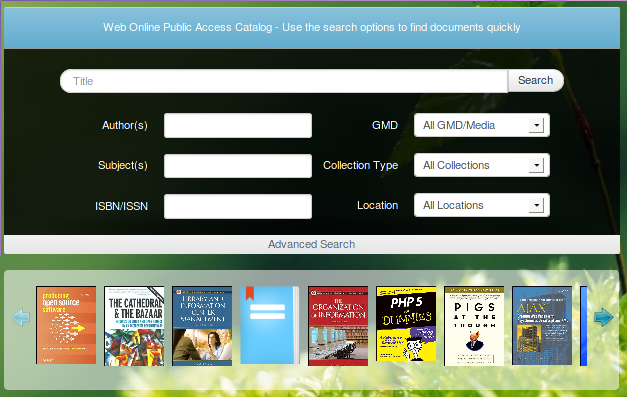 Web Online Public Access Catalog - Use the search options to find documents quickly
Title
Search
Author(s)
GMD
All GMD/Media
Subject(s)
Collection Type
All Collections
ISBN/ISSN
Location
All Locations
Advanced Search
producing
open source
software
THE CATHEDRAL
& THE BAZAAR
LIBRARY AND
INFORMATION
CENTER
MANAGEMENT
THE
ORGANIZATION
OF INFORMATION
PHP 5
FOR
DUMMIES
PIGS
AT THE
TROUGH
AJAX